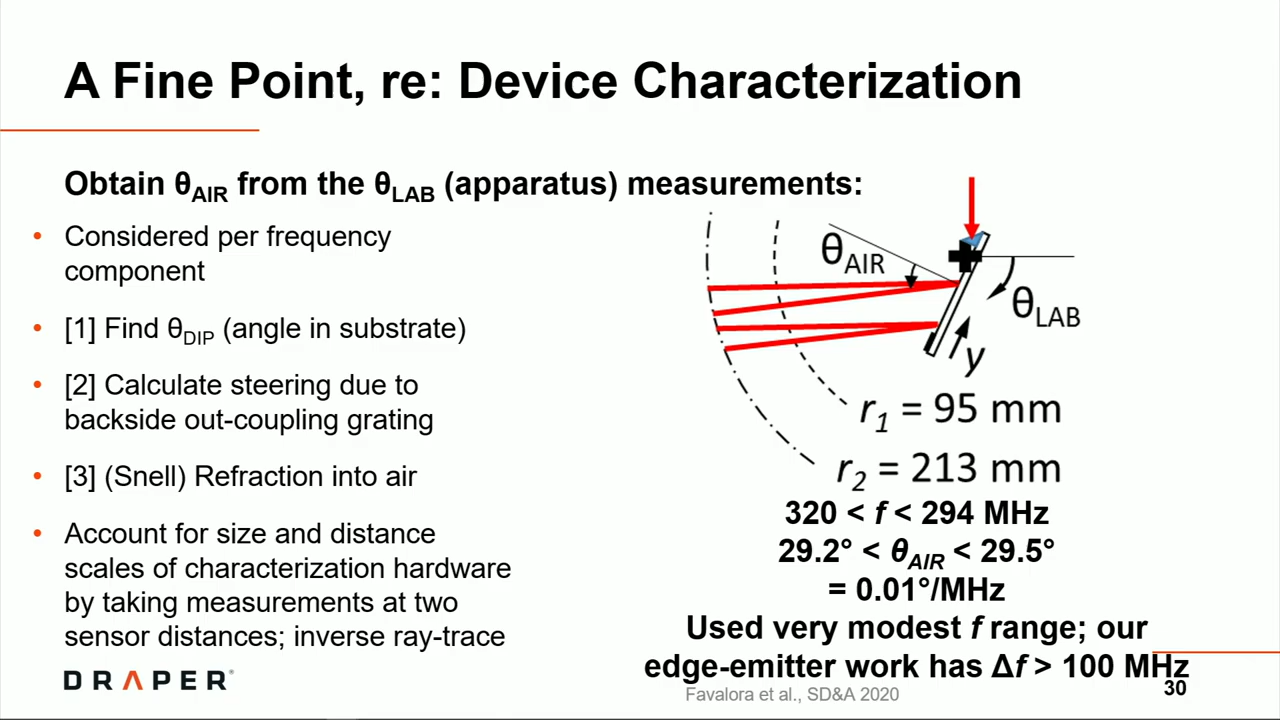 A Fine Point, re: Device Characterization
Obtain θAIR from the θLAB (apparatus) measurements:
• Considered per frequency
component
• [1] Find θDIP (angle in substrate)
• [2] Calculate steering due to
backside out-coupling grating
• [3] (Snell) Refraction into air
• Account for size and distance
scales of characterization hardware
by taking measurements at two
sensor distances; inverse ray-trace
θAIR
θLAB
y
r1 = 95 mm
r2 = 213 mm
320 < f < 294 MHz
29.2° < θAIR < 29.5°
= 0.01°/MHz
Used very modest f range; our
edge-emitter work has Δf > 100 MHz
DRAPER®
Favalora et al., SD&A 2020
30